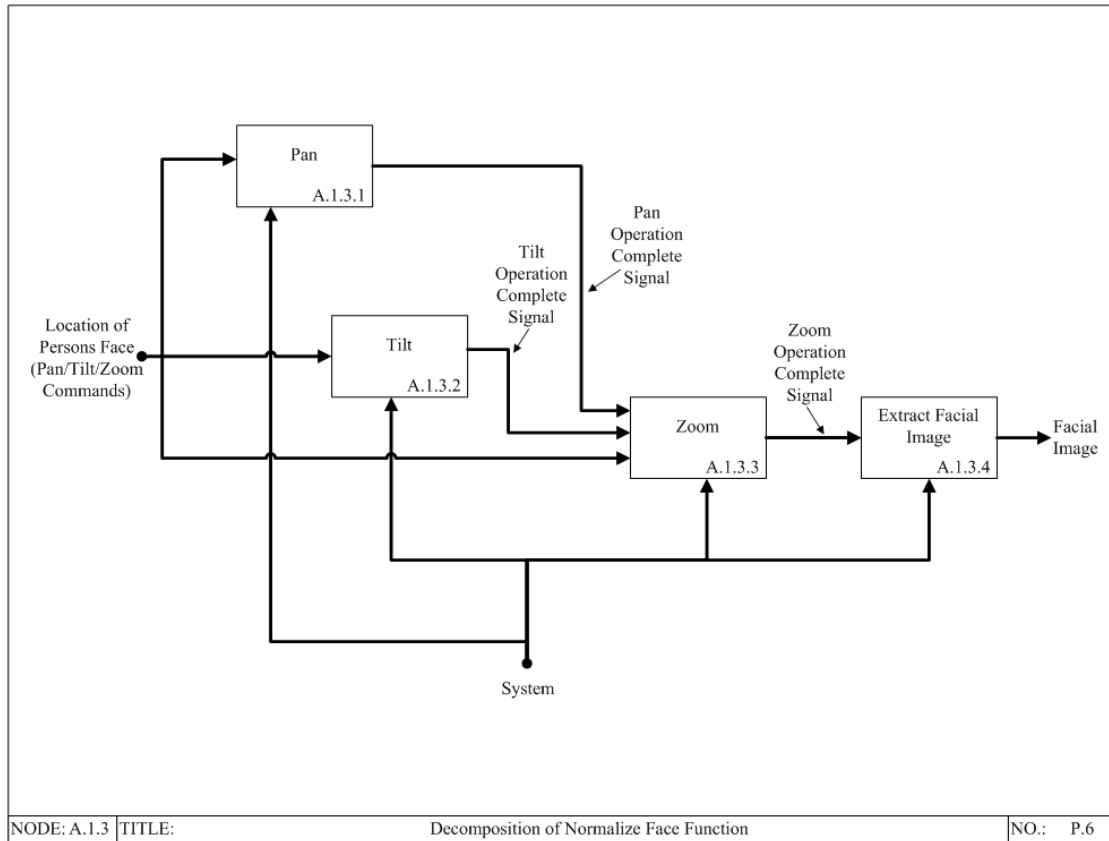 Pan
A.1.3.1
Pan
Operation
Complete
Signal
Tilt
Operation
Complete
Signal
Location of
Persons Face
(Pan/Tilt/Zoom
Commands)
Tilt
A.1.3.2
Zoom
Operation
Complete
Signal
Zoom
A.1.3.3
Extract Facial
Image
A.1.3.4
Facial
Image
System
NODE: A.1.3 TITLE: Decomposition of Normalize Face Function NO.: P.6